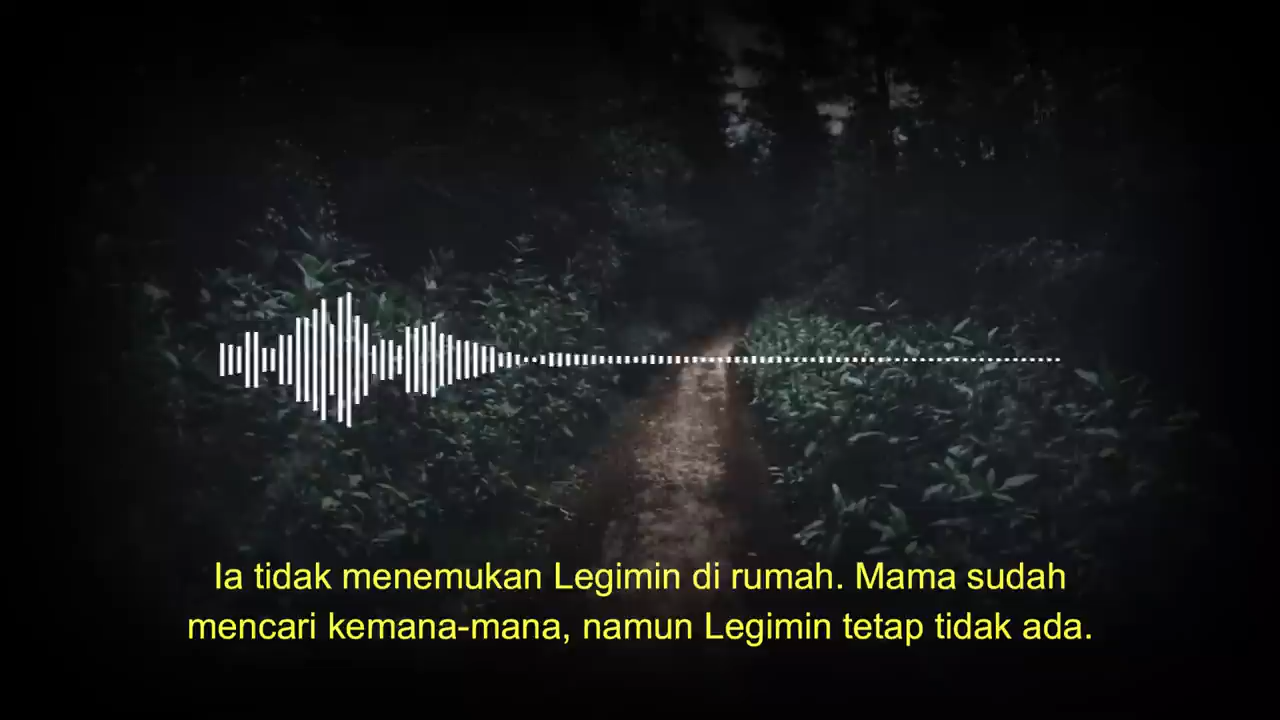 Ia tidak menemukan Legimin di rumah. Mama sudah
mencari kemana-mana, namun Legimin tetap tidak ada.